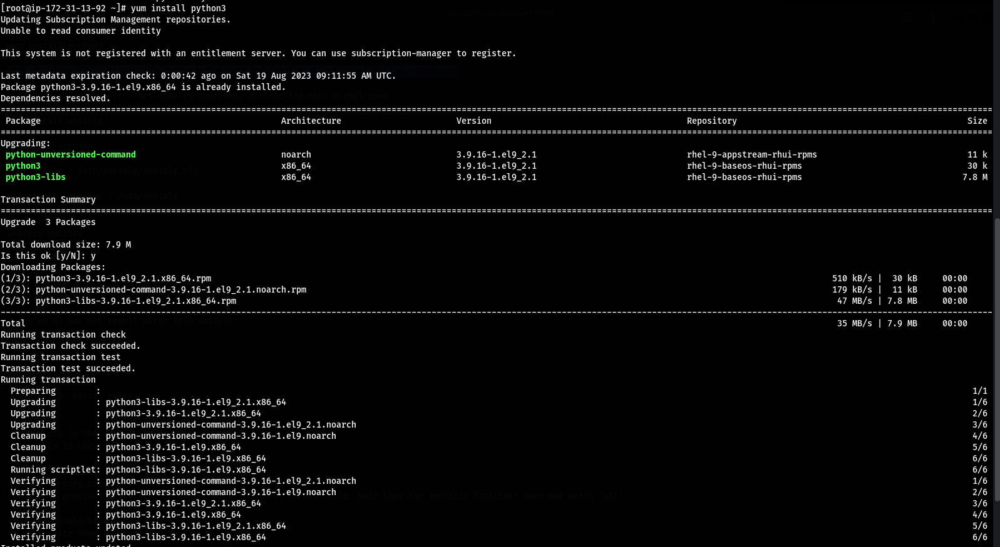 [root@ip-172-31-13-92 ~]# yum install python3
Updating Subscription Management repositories.
Unable to read consumer identity
This system is not registered with an entitlement server. You can use subscription-manager to register.
Last metadata expiration check: 0:00:42 ago on Sat 19 Aug 2023 09:11:55 AM UTC.
Package python3-3.9.16-1.el9.x86_64 is already installed.
Dependencies resolved.
================================================================================
Package Architecture Version Repository Size
================================================================================
Upgrading:
python-unversioned-command noarch 3.9.16-1.el9_2.1 rhel-9-appstream-rhui-rpms 11 k
python3 x86_64 3.9.16-1.el9_2.1 rhel-9-baseos-rhui-rpms 30 k
python3-libs x86_64 3.9.16-1.el9_2.1 rhel-9-baseos-rhui-rpms 7.8 M
Transaction Summary
================================================================================
Upgrade 3 Packages
Total download size: 7.9 M
Is this ok [y/N]: y
Downloading Packages:
(1/3): python3-3.9.16-1.el9_2.1.x86_64.rpm 510 kB/s | 30 kB 00:00
(2/3): python-unversioned-command-3.9.16-1.el9_2.1.noarch.rpm 179 kB/s | 11 kB 00:00
(3/3): python3-libs-3.9.16-1.el9_2.1.x86_64.rpm 47 MB/s | 7.8 MB 00:00
--------------------------------------------------------------------------------
Total 35 MB/s | 7.9 MB 00:00
Running transaction check
Transaction check succeeded.
Running transaction test
Transaction test succeeded.
Running transaction
Preparing : 1/1
Upgrading : python3-libs-3.9.16-1.el9_2.1.x86_64 1/6
Upgrading : python3-3.9.16-1.el9_2.1.x86_64 2/6
Upgrading : python-unversioned-command-3.9.16-1.el9_2.1.noarch 3/6
Cleanup : python-unversioned-command-3.9.16-1.el9.noarch 4/6
Cleanup : python3-3.9.16-1.el9.x86_64 5/6
Cleanup : python3-libs-3.9.16-1.el9.x86_64 6/6
Running scriptlet: python3-libs-3.9.16-1.el9.x86_64 6/6
Verifying : python-unversioned-command-3.9.16-1.el9_2.1.noarch 1/6
Verifying : python-unversioned-command-3.9.16-1.el9.noarch 2/6
Verifying : python3-3.9.16-1.el9_2.1.x86_64 3/6
Verifying : python3-3.9.16-1.el9.x86_64 4/6
Verifying : python3-libs-3.9.16-1.el9_2.1.x86_64 5/6
Verifying : python3-libs-3.9.16-1.el9.x86_64 6/6
Installed products updated.